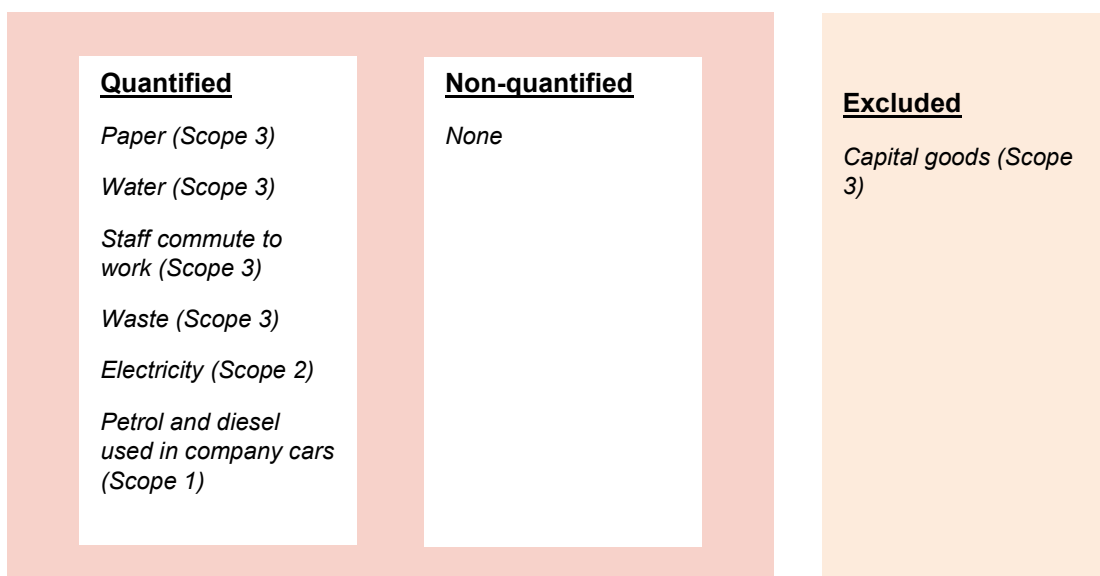 Quantified
Paper (Scope 3)
Water (Scope 3)
Staff commute to
work (Scope 3)
Waste (Scope 3)
Electricity (Scope 2)
Petrol and diesel
used in company cars
(Scope 1)
Non-quantified
None
Excluded
Capital goods (Scope
3)